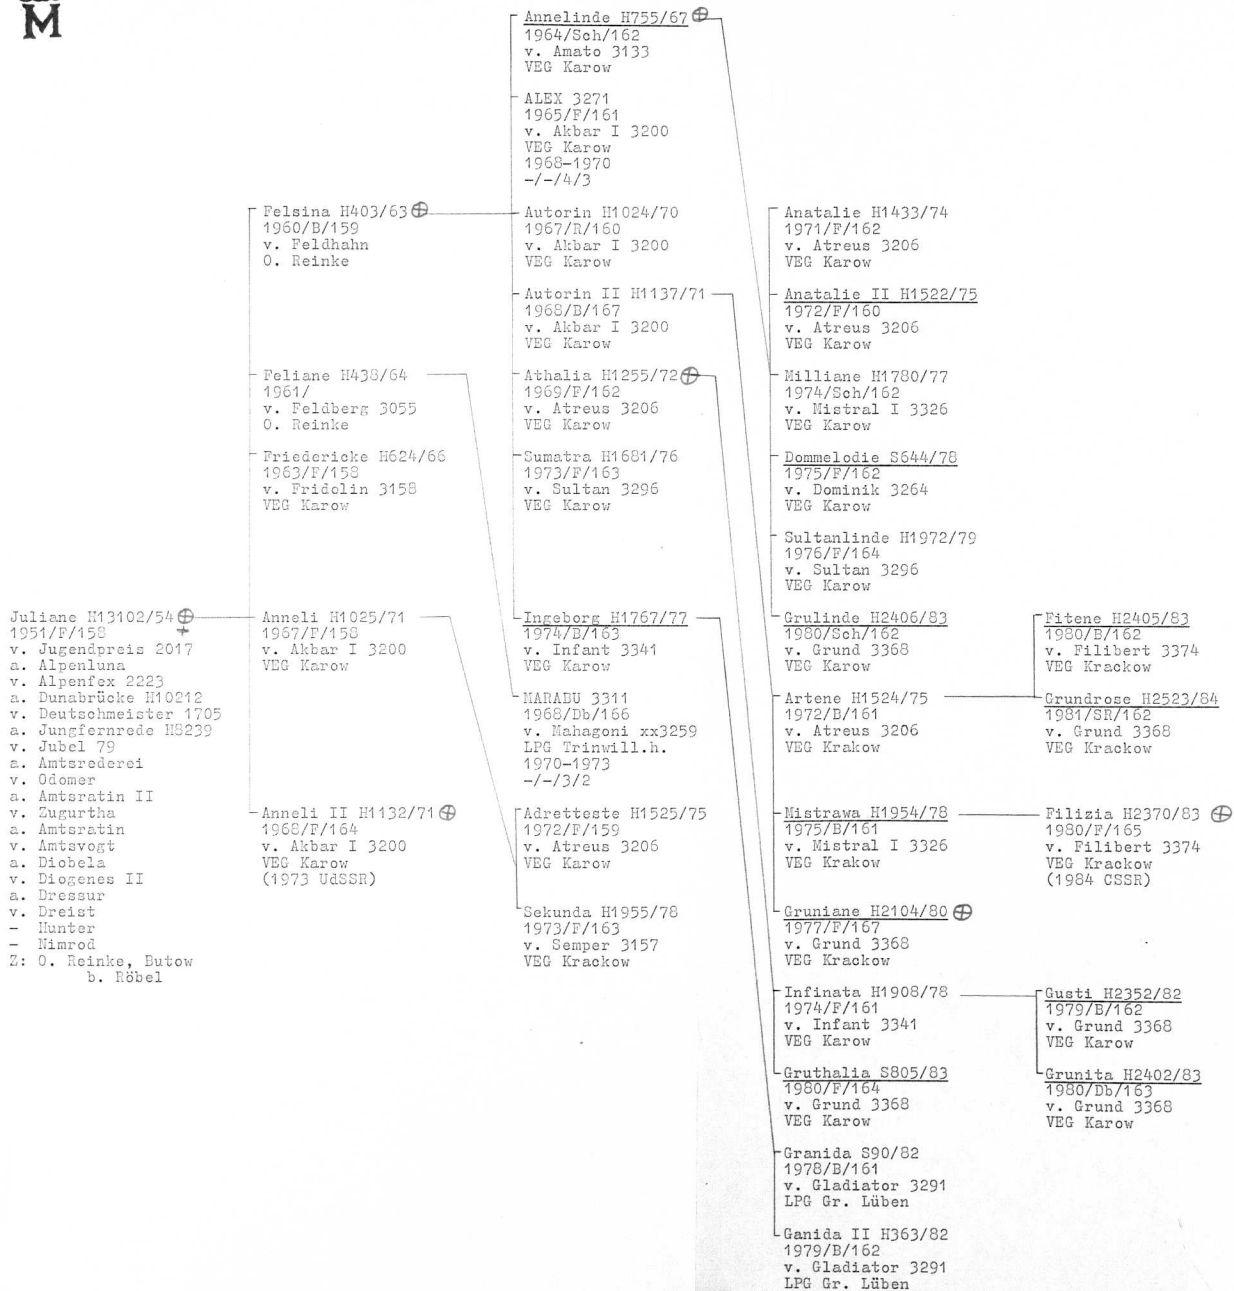 M
Annelinde H755/67
1964/Sch/162
v. Amato 3133
VEG Karow
ALEX 3271
1965/F/161
v. Akbar I 3200
VEG Karow
1968-1970
-/-/4/3
Felsina H403/63
1960/B/159
v. Feldhahn
O. Reinke
Autorin H1024/70
1967/R/160
v. Akbar I 3200
VEG Karow
Anatalie H1433/74
1971/F/162
v. Atreus 3206
VEG Karow
Autorin II H1137/71
1968/B/167
v. Akbar I 3200
VEG Karow
Anatalie II H1522/75
1972/F/160
v. Atreus 3206
VEG Karow
Feliane H438/64
1961/
v. Feldberg 3055
O. Reinke
Athalia H1255/72
1969/F/162
v. Atreus 3206
VEG Karow
Milliane H1780/77
1974/Sch/162
v. Mistral I 3326
VEG Karow
Friedericke H624/66
1963/F/158
v. Fridolin 3158
VEG Karow
Sumatra H1681/76
1973/F/163
v. Sultan 3296
VEG Karow
Dommelodie S644/78
1975/F/162
v. Dominik 3264
VEG Karow
Sultanlinde H1972/79
1976/F/164
v. Sultan 3296
VEG Karow
Juliane H13102/54
1951/F/158
v. Jugendpreis 2017
a. Alpenluna
v. Alpenfex 2223
a. Dunabrücke H10212
v. Deutschmeister 1705
a. Jungfernrede H8239
v. Jubel 79
a. Amtsrederei
v. Odomer
a. Amtsratin II
v. Zugurtha
a. Amtsratin
v. Amtsvogt
a. Diobela
v. Diogenes II
a. Dressur
v. Dreist
- Hunter
- Nimrod
Z: O. Reinke, Butow
b. Röbel
Anneli H1025/71
1967/F/158
v. Akbar I 3200
VEG Karow
Ingeborg H1767/77
1974/B/163
v. Infant 3341
VEG Karow
Grulinde H2406/83
1980/Sch/162
v. Grund 3368
VEG Karow
Fitene H2405/83
1980/B/162
v. Filibert 3374
VEG Krackow
MARABU 3311
1968/Db/166
v. Mahagoni xx3259
LPG Trinwill.h.
1970-1973
-/-/3/2
Artene H1524/75
1972/B/161
v. Atreus 3206
VEG Krakow
Grundrose H2523/84
1981/SR/162
v. Grund 3368
VEG Krackow
Anneli II H1132/71
1968/F/164
v. Akbar I 3200
VEG Karow
(1973 UdSSR)
Adretteste H1525/75
1972/F/159
v. Atreus 3206
VEG Karow
Mistrawa H1954/78
1975/B/161
v. Mistral I 3326
VEG Krakow
Filizia H2370/83
1980/F/165
v. Filibert 3374
VEG Krackow
(1984 CSSR)
Sekunda H1955/78
1973/F/163
v. Semper 3157
VEG Krackow
Gruniane H2104/80
1977/F/167
v. Grund 3368
VEG Krackow
Infinata H1908/78
1974/F/161
v. Infant 3341
VEG Karow
Gusti H2352/82
1979/B/162
v. Grund 3368
VEG Karow
Gruthalia S805/83
1980/F/164
v. Grund 3368
VEG Karow
Grunita H2402/83
1980/Db/163
v. Grund 3368
VEG Karow
Granida S90/82
1978/B/161
v. Gladiator 3291
LPG Gr. Lüben
Ganida II H363/82
1979/B/162
v. Gladiator 3291
LPG Gr. Lüben